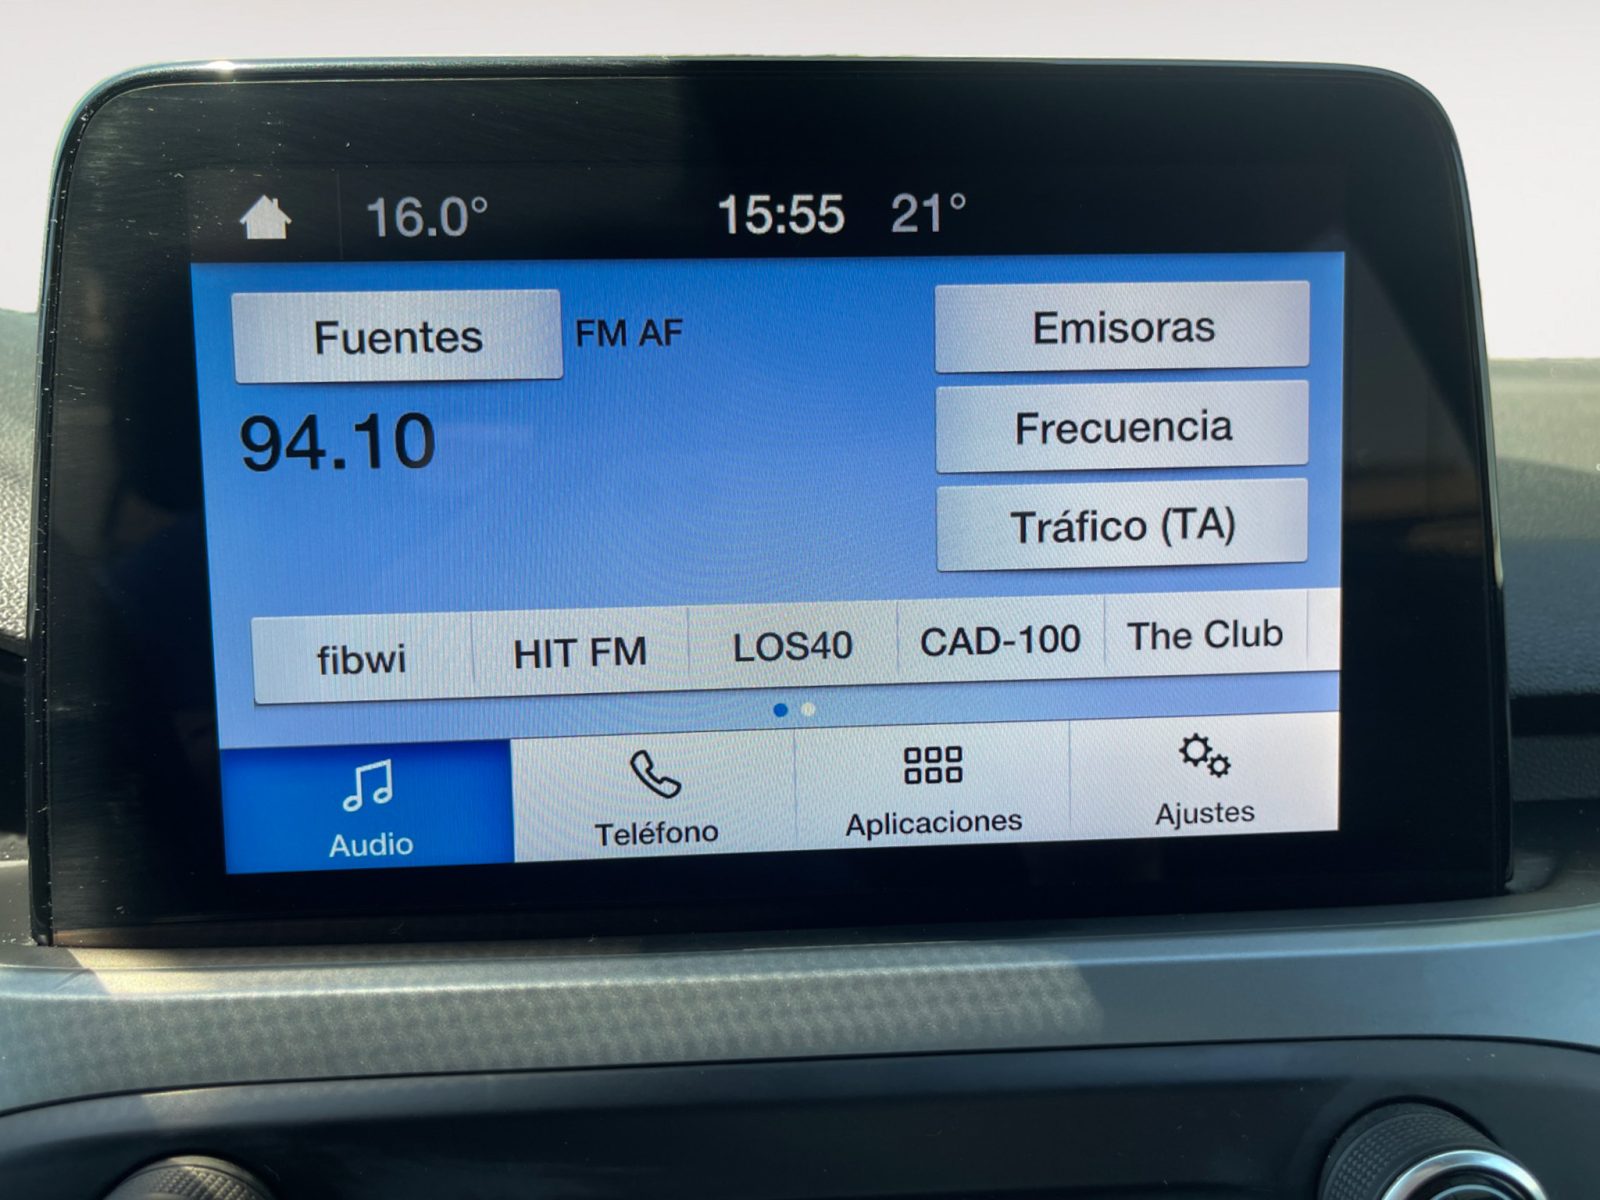 16.0° 15:55 21°
Fuentes FM AF Emisoras
94.10 Frecuencia
Tráfico (TA)
fibwi HIT FM LOS40 CAD-100 The Club
Audio Teléfono Aplicaciones Ajustes